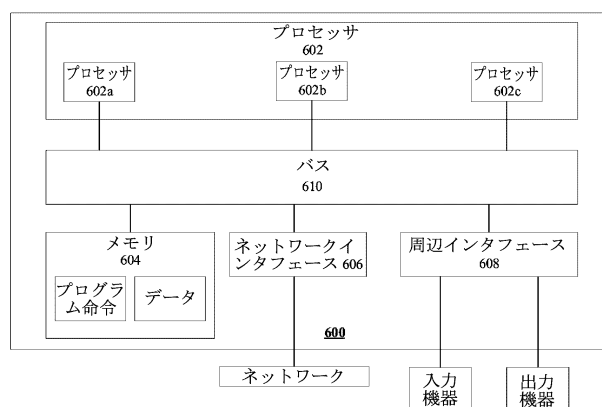 プロセッサ
602
プロセッサ
602a
プロセッサ
602b
プロセッサ
602c
バス
610
メモリ
604
プログラ
ム命令
データ
ネットワークイ
ンタフェース 606
周辺インタフェース
608
600
ネットワーク
入力
機器
出力
機器